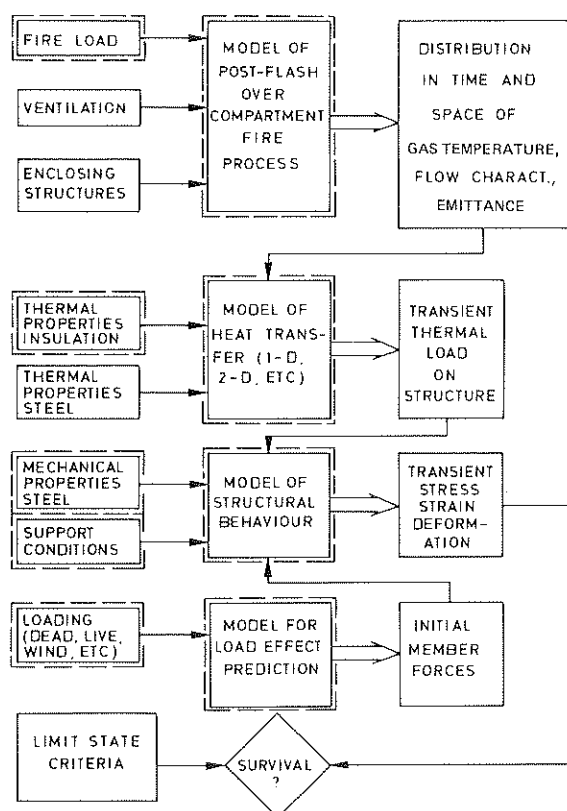 FIRE LOAD
VENTILATION
ENCLOSING
STRUCTURES
MODEL OF
POST-FLASH
OVER
COMPARTMENT
FIRE
PROCESS
DISTRIBUTION
IN TIME AND
SPACE OF
GAS TEMPERATURE,
FLOW CHARACT.,
EMITTANCE
THERMAL
PROPERTIES
INSULATION
THERMAL
PROPERTIES
STEEL
MODEL OF
HEAT TRANS-
FER (1-D,
2-D, ETC)
TRANSIENT
THERMAL
LOAD
ON
STRUCTURE
MECHANICAL
PROPERTIES
STEEL
SUPPORT
CONDITIONS
MODEL OF
STRUCTURAL
BEHAVIOUR
TRANSIENT
STRESS
STRAIN
DEFORM-
ATION
LOADING
(DEAD, LIVE,
WIND, ETC)
MODEL FOR
LOAD EFFECT
PREDICTION
INITIAL
MEMBER
FORCES
LIMIT STATE
CRITERIA
SURVIVAL
?